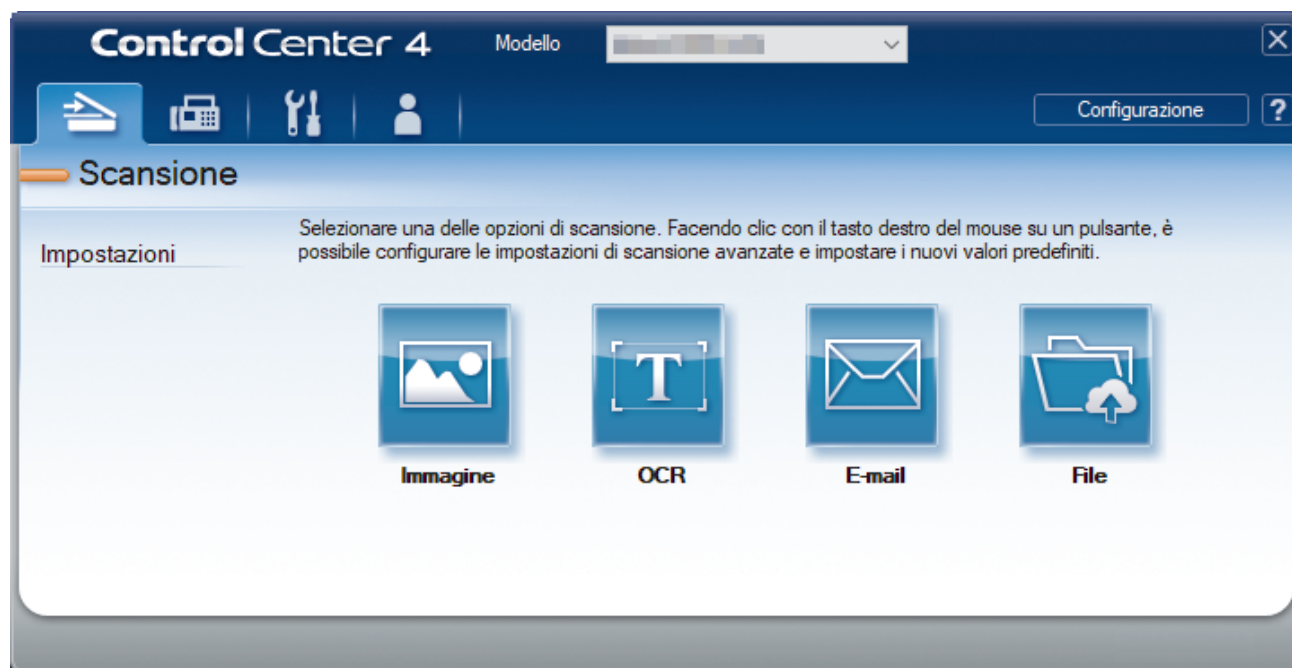 Control Center 4 Modello
Configurazione ?
Scansione
Impostazioni
Selezionare una delle opzioni di scansione. Facendo clic con il tasto destro del mouse su un pulsante, è
possibile configurare le impostazioni di scansione avanzate e impostare i nuovi valori predefiniti.
T
Immagine OCR E-mail File